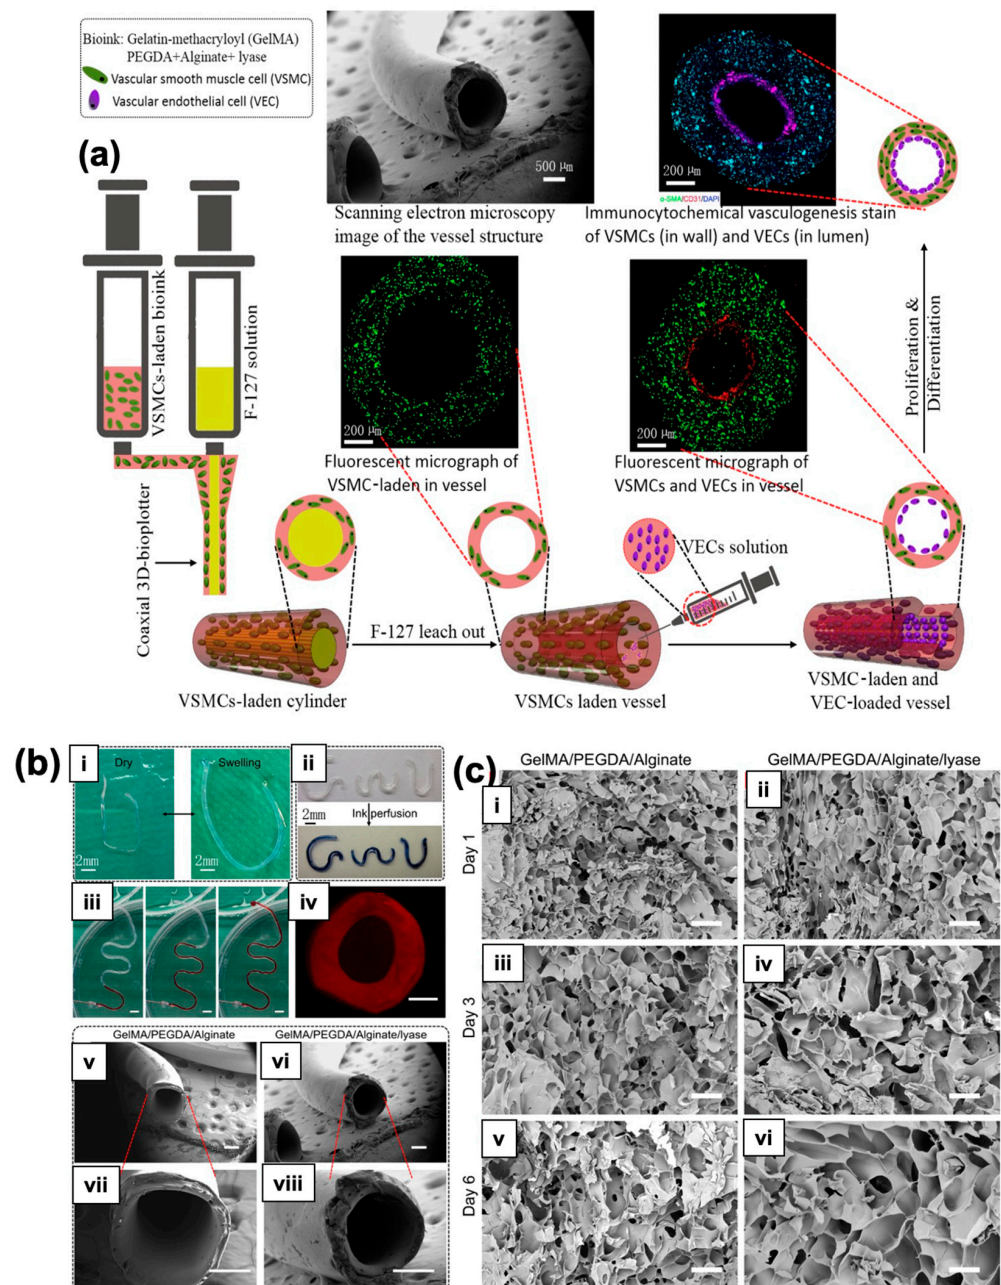 Bioink: Gelatin-methacryloyl (GelMA)
PEGDA+Alginate+ lyase
Vascular smooth muscle cell (VSMC)
Vascular endothelial cell (VEC)
(a)
500 μm
Scanning electron microscopy
image of the vessel structure
200 μm
α-SMA/CD31/DAPI
Immunocytochemical vasculogenesis stain
of VSMCs (in wall) and VECs (in lumen)
VSMCs-laden bioink
F-127 solution
200 μm
Fluorescent micrograph of
VSMC-laden in vessel
200 μm
Fluorescent micrograph of
VSMCs and VECs in vessel
Proliferation &
Differentiation
Coaxial 3D-bioplotter
VECs solution
F-127 leach out
VSMCs-laden cylinder
VSMCs laden vessel
VSMC-laden and
VEC-loaded vessel
(b)
i
Dry
Swelling
2mm
2mm
ii
2mm
Ink perfusion
iii
iv
GelMA/PEGDA/Alginate
GelMA/PEGDA/Alginate/lyase
v
vi
vii
viii
(c)
GelMA/PEGDA/Alginate
GelMA/PEGDA/Alginate/lyase
Day 1
i
ii
Day 3
iii
iv
Day 6
v
vi